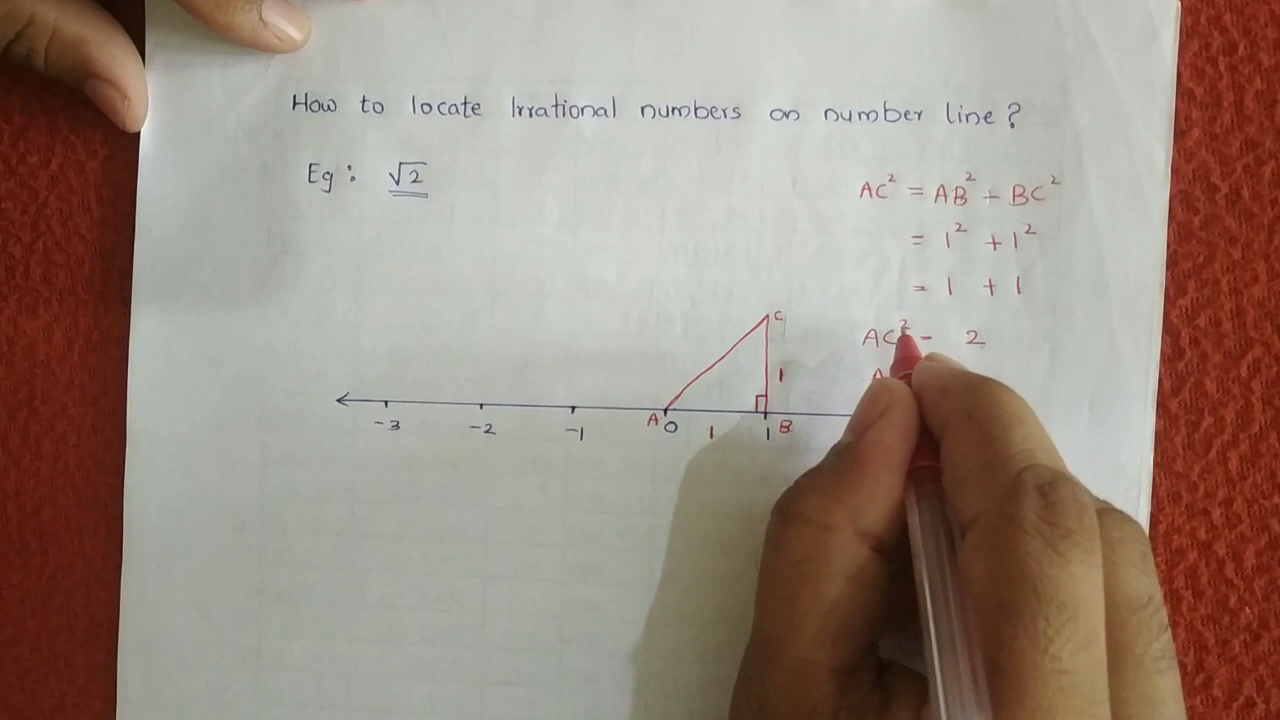 How to locate Irrational numbers on number line?
Eg: √2
AC² = AB² + BC²
= 1² + 1²
= 1 + 1
AC² = 2
A
C
1
-3 -2 -1 A 0 1 1 B